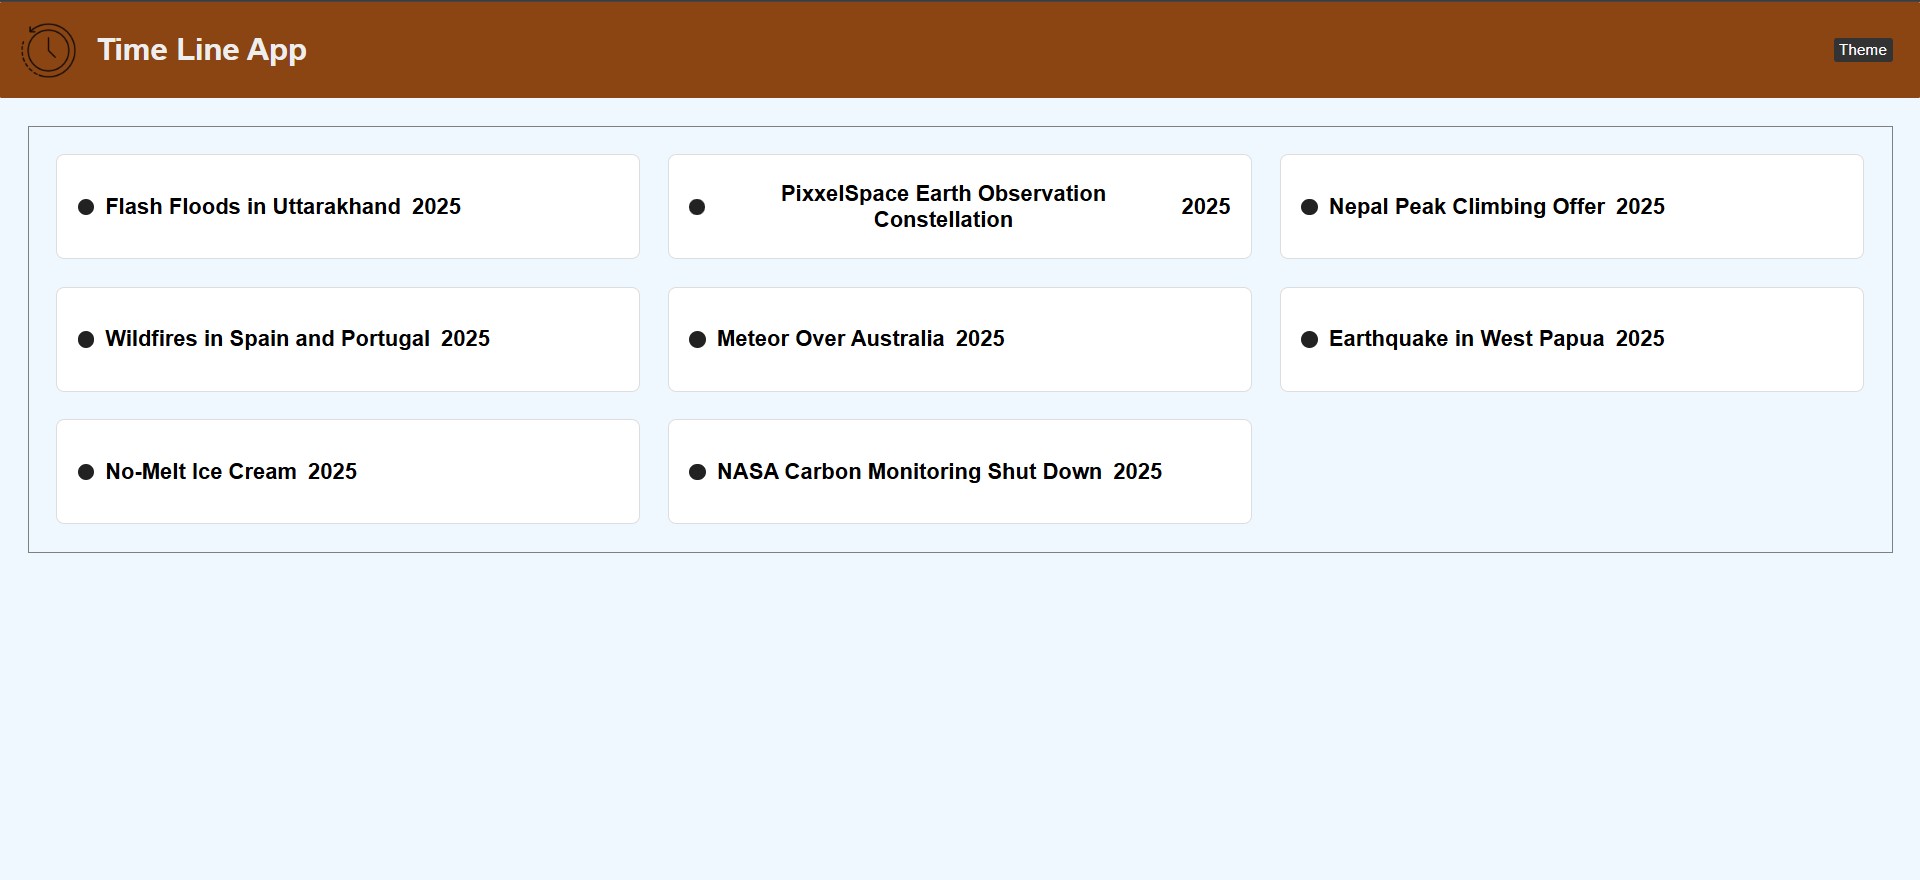 Time Line App
Theme
Flash Floods in Uttarakhand 2025
PixxelSpace Earth Observation
Constellation
2025
Nepal Peak Climbing Offer 2025
Wildfires in Spain and Portugal 2025
Meteor Over Australia 2025
Earthquake in West Papua 2025
No-Melt Ice Cream 2025
NASA Carbon Monitoring Shut Down 2025